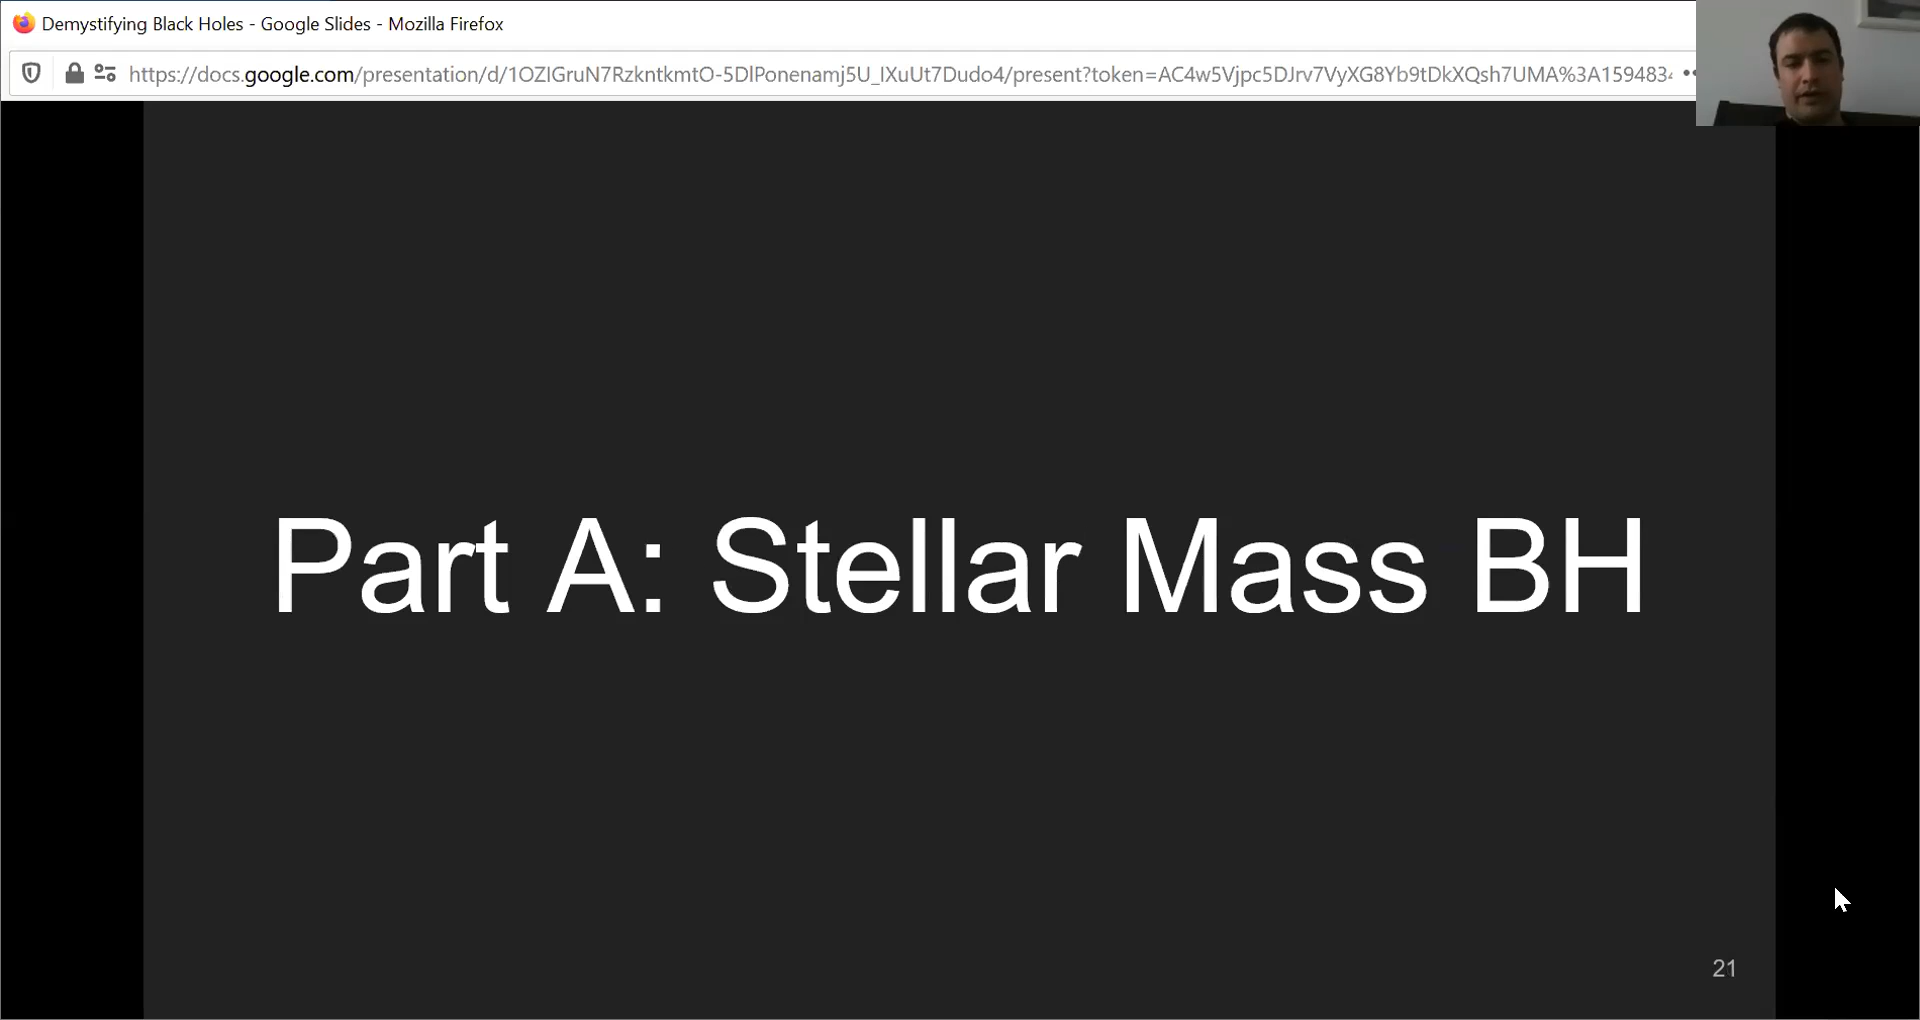 Demystifying Black Holes - Google Slides - Mozilla Firefox
https://docs.google.com/presentation/d/1OZIGruN7RzkntkmtO-5DlPonenamj5U_IXuUt7Dudo4/present?token=AC4w5Vjpc5DJrv7VyXG8Yb9tDkXQsh7UMA%3A159483
Part A: Stellar Mass BH
21